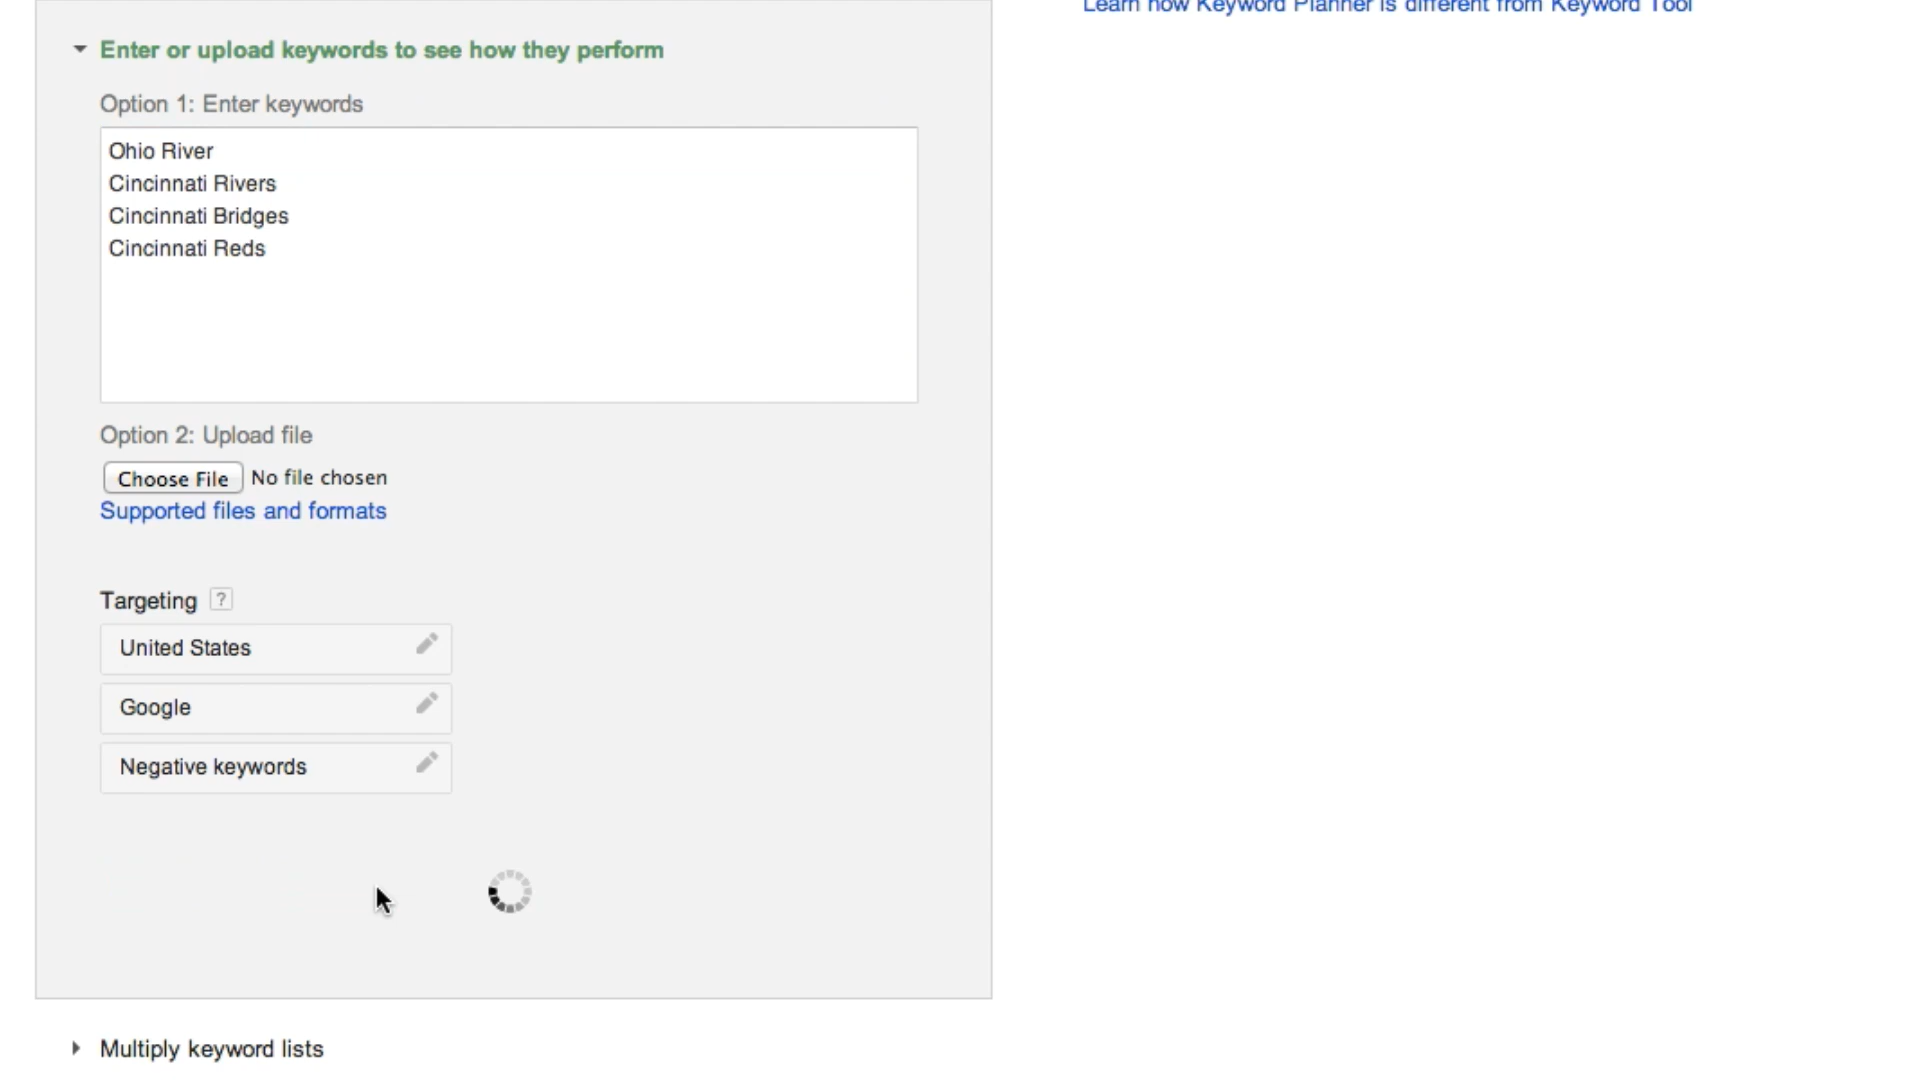 Learn how Keyword Planner is different from Keyword Tool
Enter or upload keywords to see how they perform
Option 1: Enter keywords
Ohio River
Cincinnati Rivers
Cincinnati Bridges
Cincinnati Reds
Option 2: Upload file
Choose File No file chosen
Supported files and formats
Targeting ?
United States
Google
Negative keywords
Multiply keyword lists